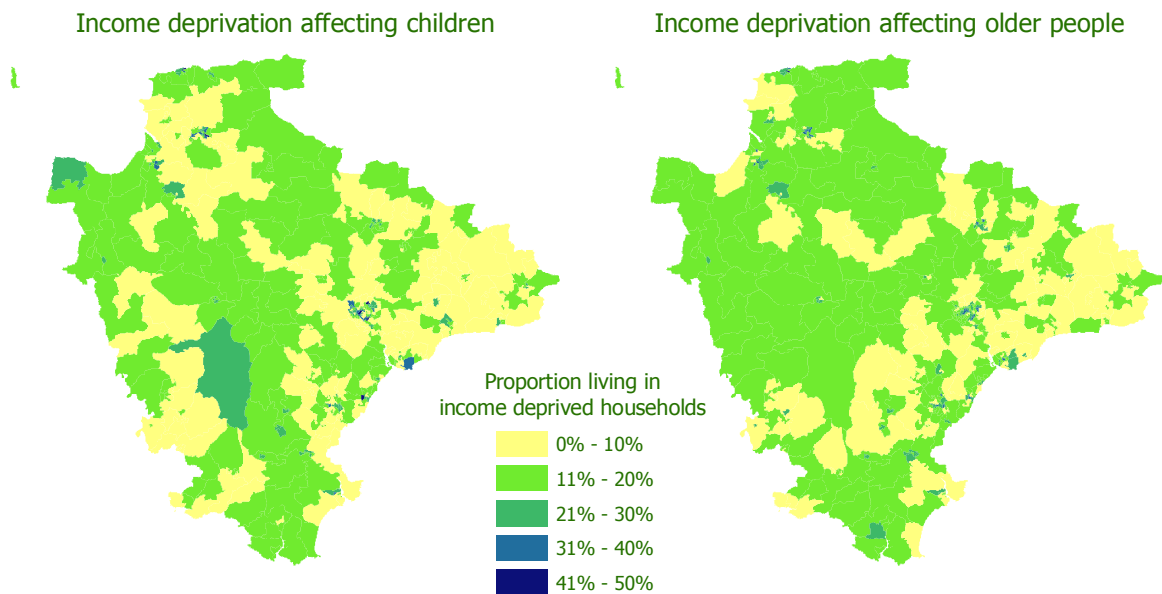 Income deprivation affecting children
Income deprivation affecting older people
Proportion living in
income deprived households
0% - 10%
11% - 20%
21% - 30%
31% - 40%
41% - 50%